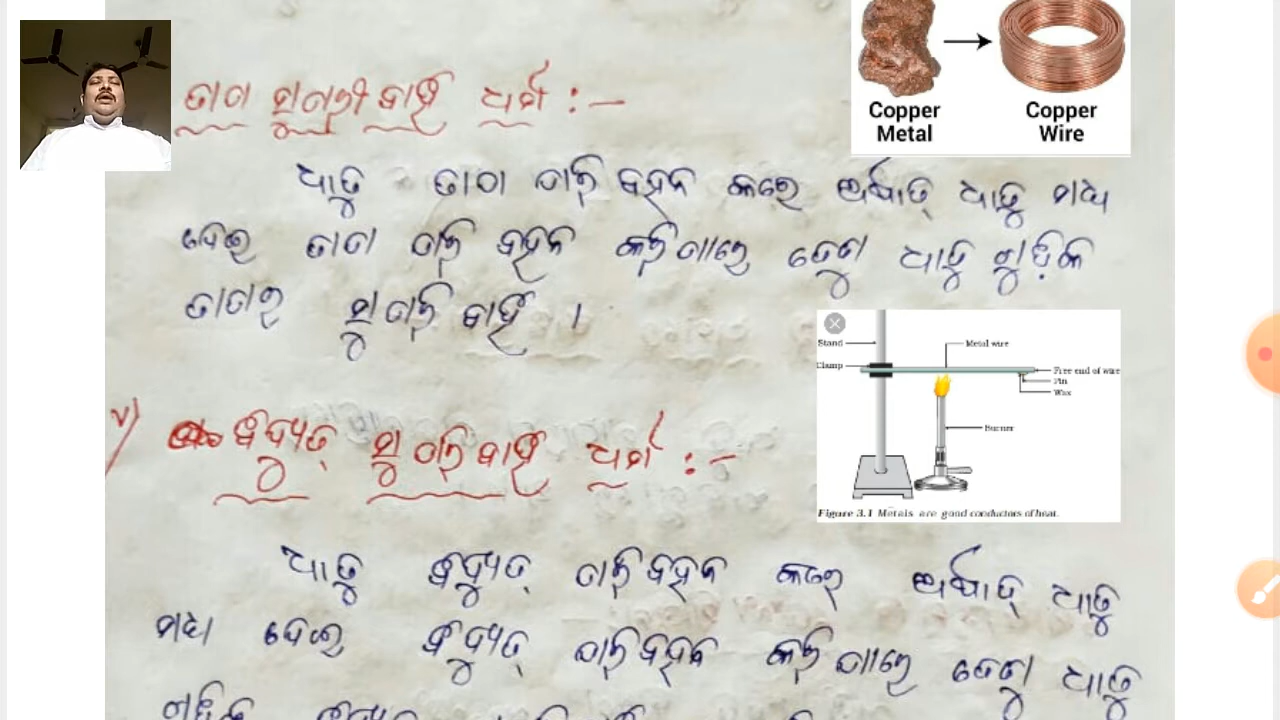 Copper Metal
Copper Wire
ତାପ ସୁପରିବାହୀ ଧର୍ମ :-
ଧାତୁ ତାପ ପରିବହନ କରେ ଅର୍ଥାତ୍ ଧାତୁ ମଧ୍ୟ
ଦେଇ ତାପ ପରିବହନ କରିପାରେ ତେଣୁ ଧାତୁ ଗୁଡ଼ିକ
ତାପର ସୁପରିବାହୀ ।
Stand
Clamp
Metal wire
Free end of wire
Pin
Wax
Burner
Figure 3.1 Metals are good conductors of heat.
ବିଦ୍ୟୁତ୍ ସୁପରିବାହୀ ଧର୍ମ :-
ଧାତୁ ବିଦ୍ୟୁତ୍ ପରିବହନ କରେ ଅର୍ଥାତ୍ ଧାତୁ
ମଧ୍ୟ ଦେଇ ବିଦ୍ୟୁତ୍ ପରିବହନ କରିପାରେ ତେଣୁ ଧାତୁ